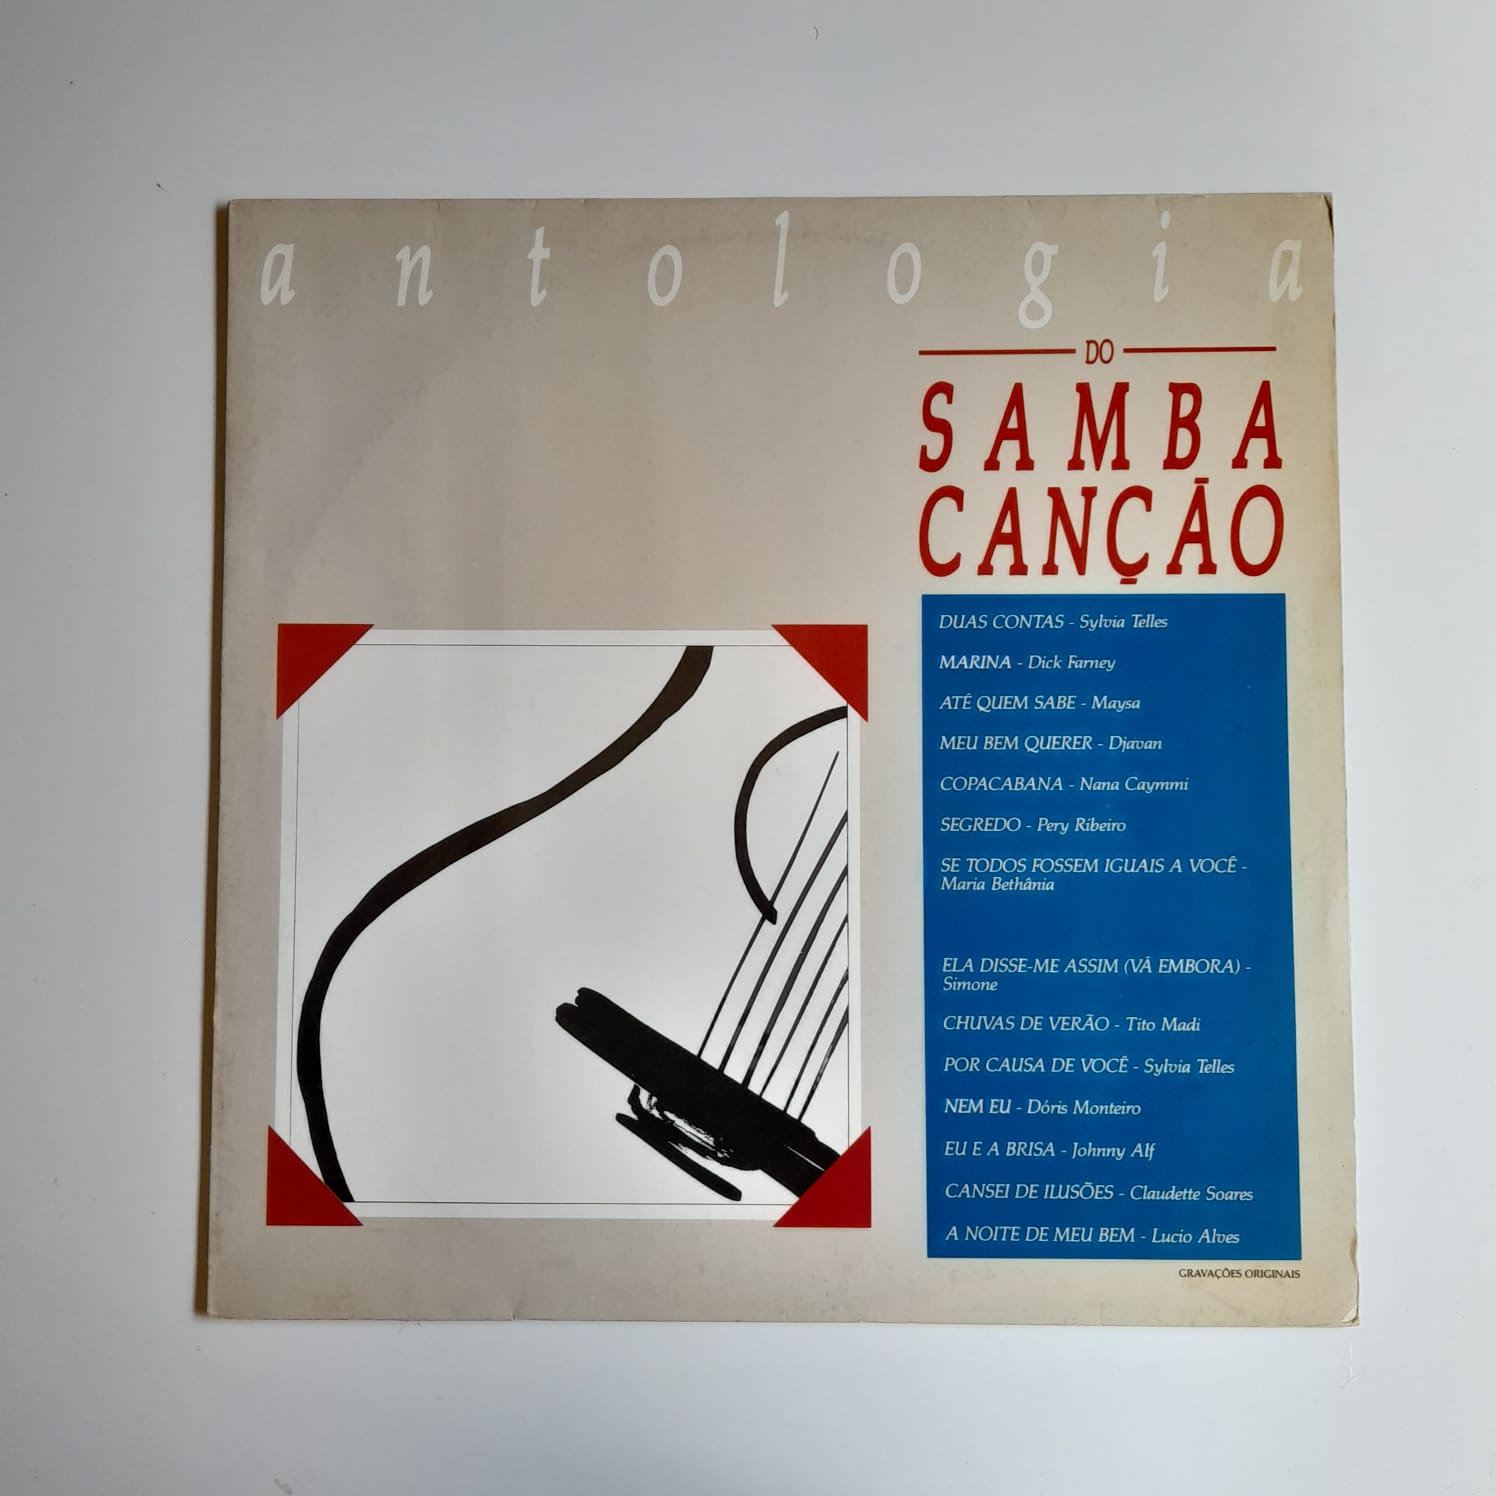 antologia
DO
SAMBA
CANÇÃO
DUAS CONTAS - Sylvia Telles
MARINA - Dick Farney
ATÉ QUEM SABE - Maysa
MEU BEM QUERER - Djavan
COPACABANA - Nana Caymmi
SEGREDO - Pery Ribeiro
SE TODOS FOSSEM IGUAIS A VOCÊ -
Maria Bethânia
ELA DISSE-ME ASSIM (VÁ EMBORA) -
Simone
CHUVAS DE VERÃO - Tito Madi
POR CAUSA DE VOCÊ - Sylvia Telles
NEM EU - Dóris Monteiro
EU E A BRISA - Johnny Alf
CANSEI DE ILUSÕES - Claudette Soares
A NOITE DE MEU BEM - Lucio Alves
GRAVAÇÕES ORIGINAIS